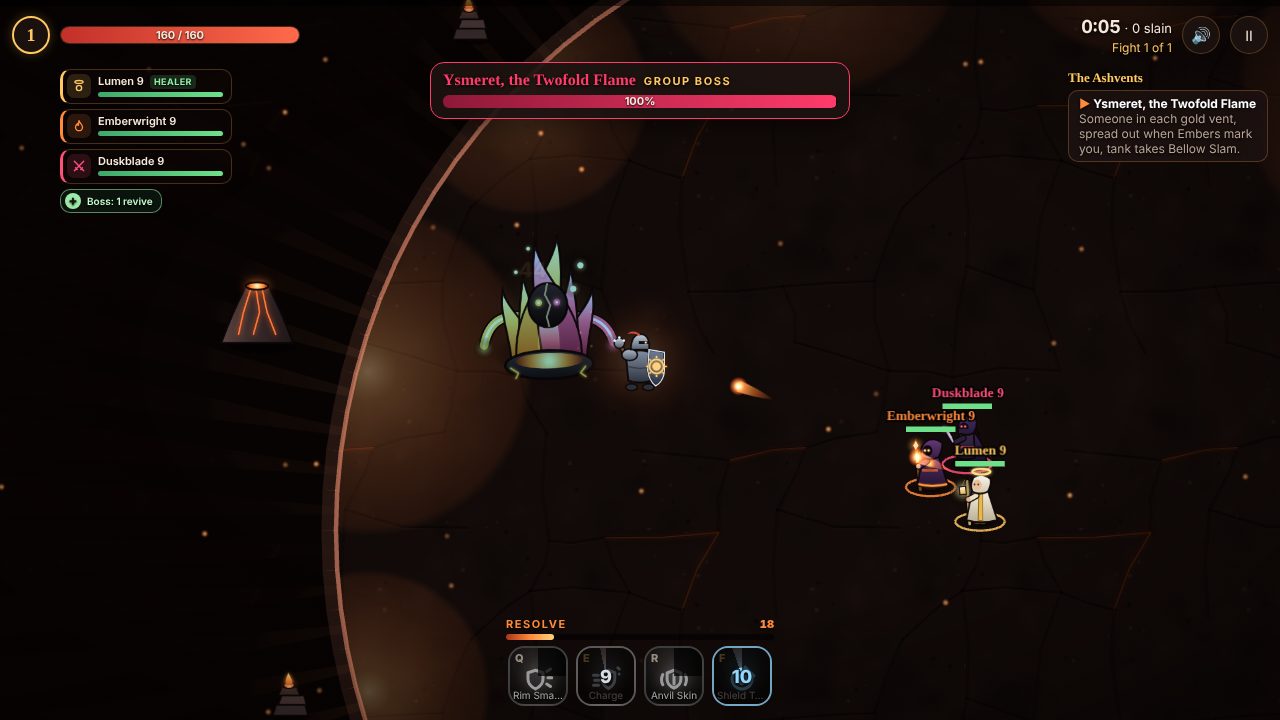 1
160 / 160
Lumen 9 HEALER
Emberwright 9
Duskblade 9
Boss: 1 revive
Ysmeret, the Twofold Flame GROUP BOSS
100%
0:05 · 0 slain
Fight 1 of 1
The Ashvents
▶ Ysmeret, the Twofold Flame
Someone in each gold vent,
spread out when Embers mark
you, tank takes Bellow Slam.
Duskblade 9
Emberwright 9
Lumen 9
RESOLVE 18
Q E R F
9 10
Rim Sma... Charge Anvil Skin Shield T...